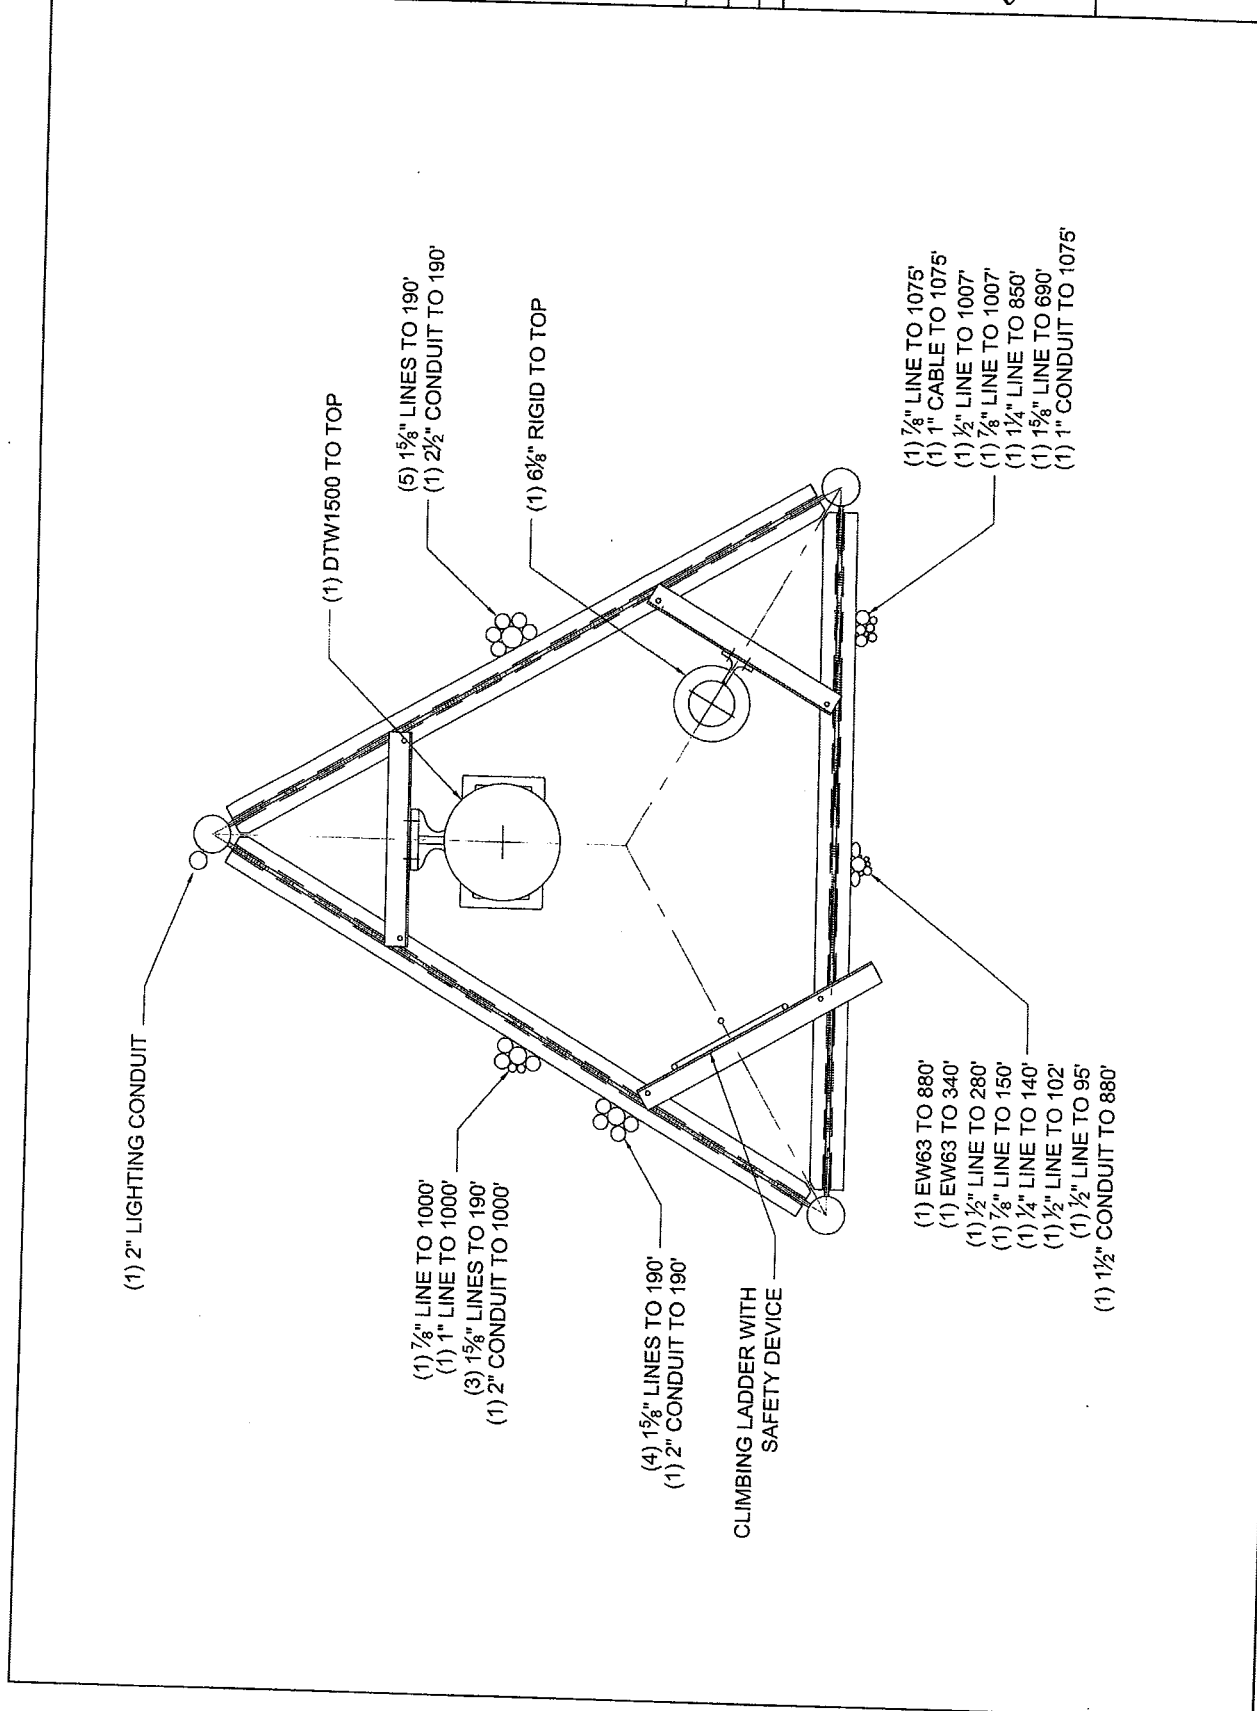 (1) 2" LIGHTING CONDUIT
(1) DTW1500 TO TOP
(5) 1⅝" LINES TO 190'
(1) 2½" CONDUIT TO 190'
(1) 6⅛" RIGID TO TOP
(1) ⅞" LINE TO 1075'
(1) 1" CABLE TO 1075'
(1) ½" LINE TO 1007'
(1) ⅞" LINE TO 1007'
(1) 1¼" LINE TO 850'
(1) 1⅝" LINE TO 690'
(1) 1" CONDUIT TO 1075'
(1) ⅞" LINE TO 1000'
(1) 1" LINE TO 1000'
(3) 1⅝" LINES TO 190'
(1) 2" CONDUIT TO 1000'
(4) 1⅝" LINES TO 190'
(1) 2" CONDUIT TO 190'
CLIMBING LADDER WITH
SAFETY DEVICE
(1) EW63 TO 880'
(1) EW63 TO 340'
(1) ½" LINE TO 280'
(1) ⅞" LINE TO 150'
(1) ¼" LINE TO 140'
(1) ½" LINE TO 102'
(1) ½" LINE TO 95'
(1) 1½" CONDUIT TO 880'